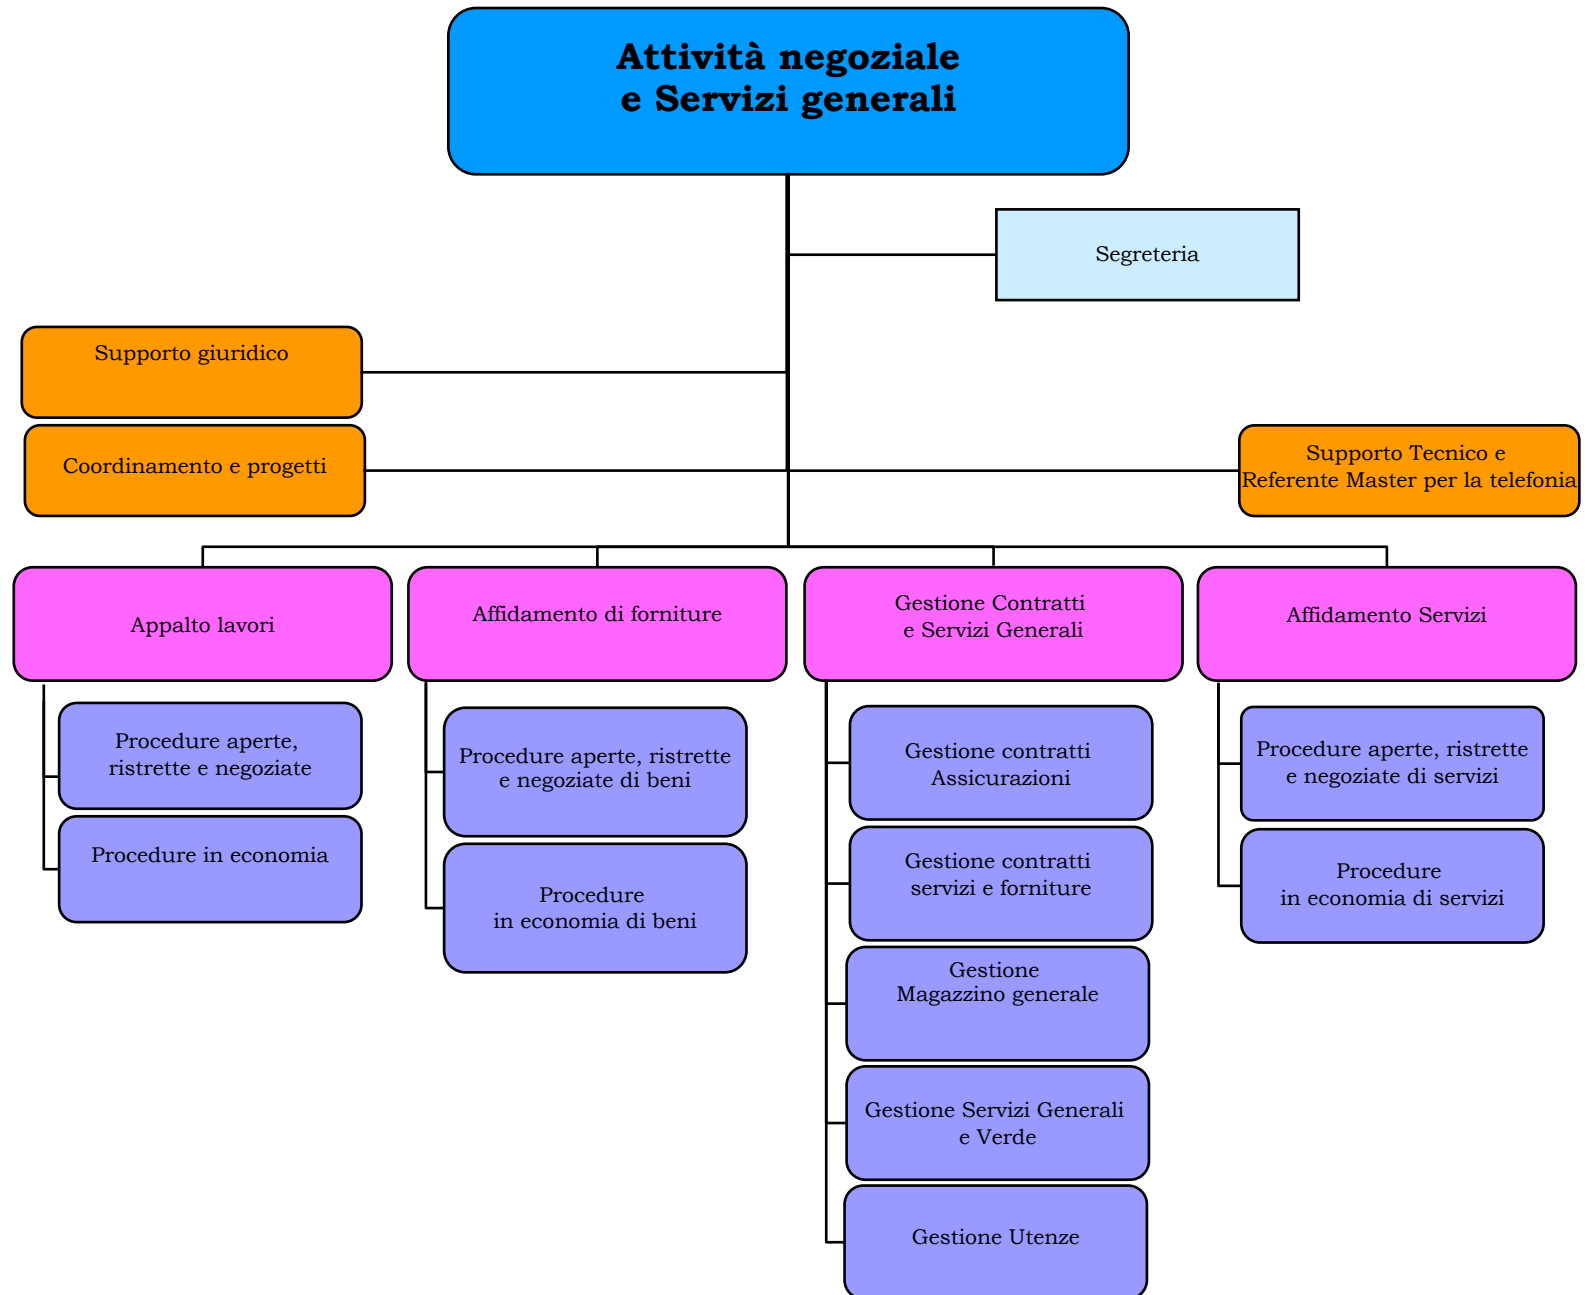 Attività negoziale
e Servizi generali
Segreteria
Supporto giuridico
Coordinamento e progetti
Supporto Tecnico e
Referente Master per la telefonia
Appalto lavori
Procedure aperte,
ristrette e negoziate
Procedure in economia
Affidamento di forniture
Procedure aperte, ristrette
e negoziate di beni
Procedure
in economia di beni
Gestione Contratti
e Servizi Generali
Gestione contratti
Assicurazioni
Gestione contratti
servizi e forniture
Gestione
Magazzino generale
Gestione Servizi Generali
e Verde
Gestione Utenze
Affidamento Servizi
Procedure aperte, ristrette
e negoziate di servizi
Procedure
in economia di servizi